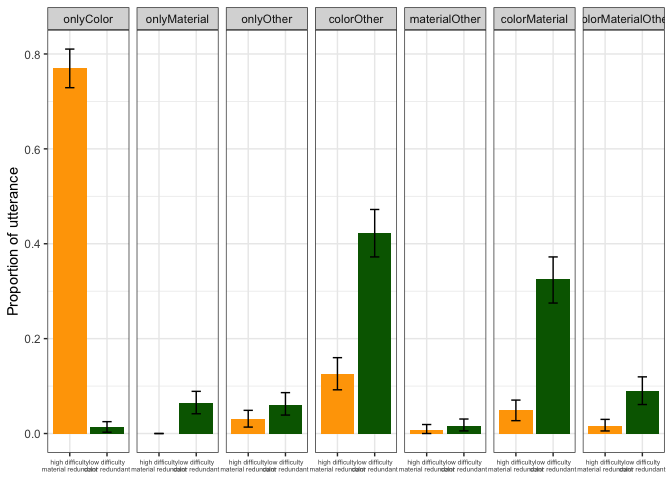 onlyColor onlyMaterial onlyOther colorOther materialOther colorMaterial olorMaterialOthe
Proportion of utterance
0.8
0.6
0.4
0.2
0.0
high difficulty low difficulty high difficulty low difficulty high difficulty low difficulty high difficulty low difficulty high difficulty low difficulty high difficulty low difficulty high difficulty low difficulty
material redundant color redundant material redundant color redundant material redundant color redundant material redundant color redundant material redundant color redundant material redundant color redundant material redundant color redundant